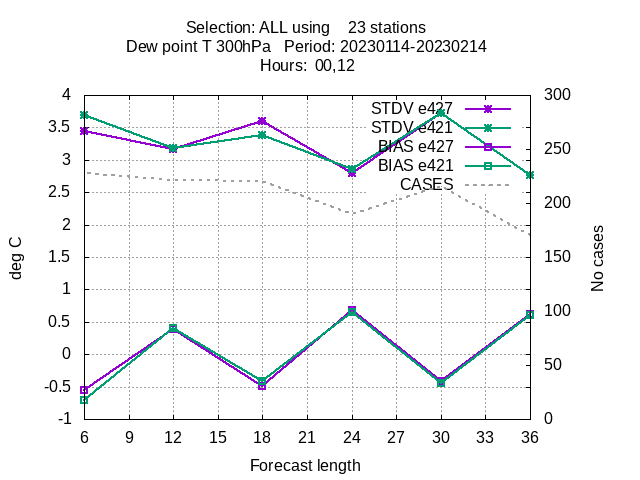 Selection: ALL using 23 stations
Dew point T 300hPa Period: 20230114-20230214
Hours: 00,12
4
3.5
3
2.5
2
1.5
1
0.5
0
-0.5
-1
deg C
STDV e427
STDV e421
BIAS e427
BIAS e421
CASES
300
250
200
150
100
50
0
No cases
6 9 12 15 18 21 24 27 30 33 36
Forecast length